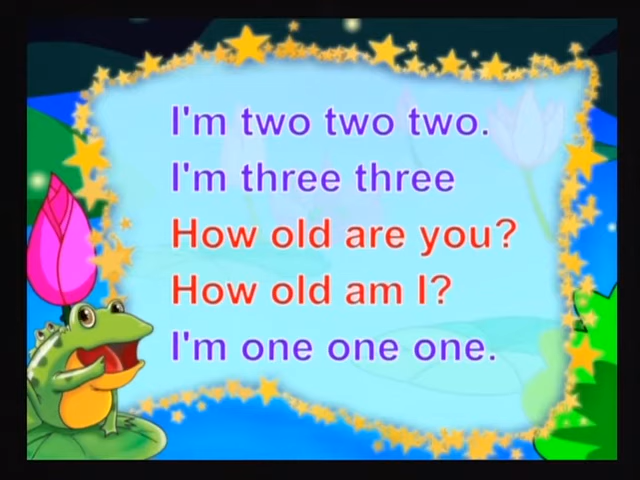 I'm two two two.
I'm three three
How old are you?
How old am I?
I'm one one one.